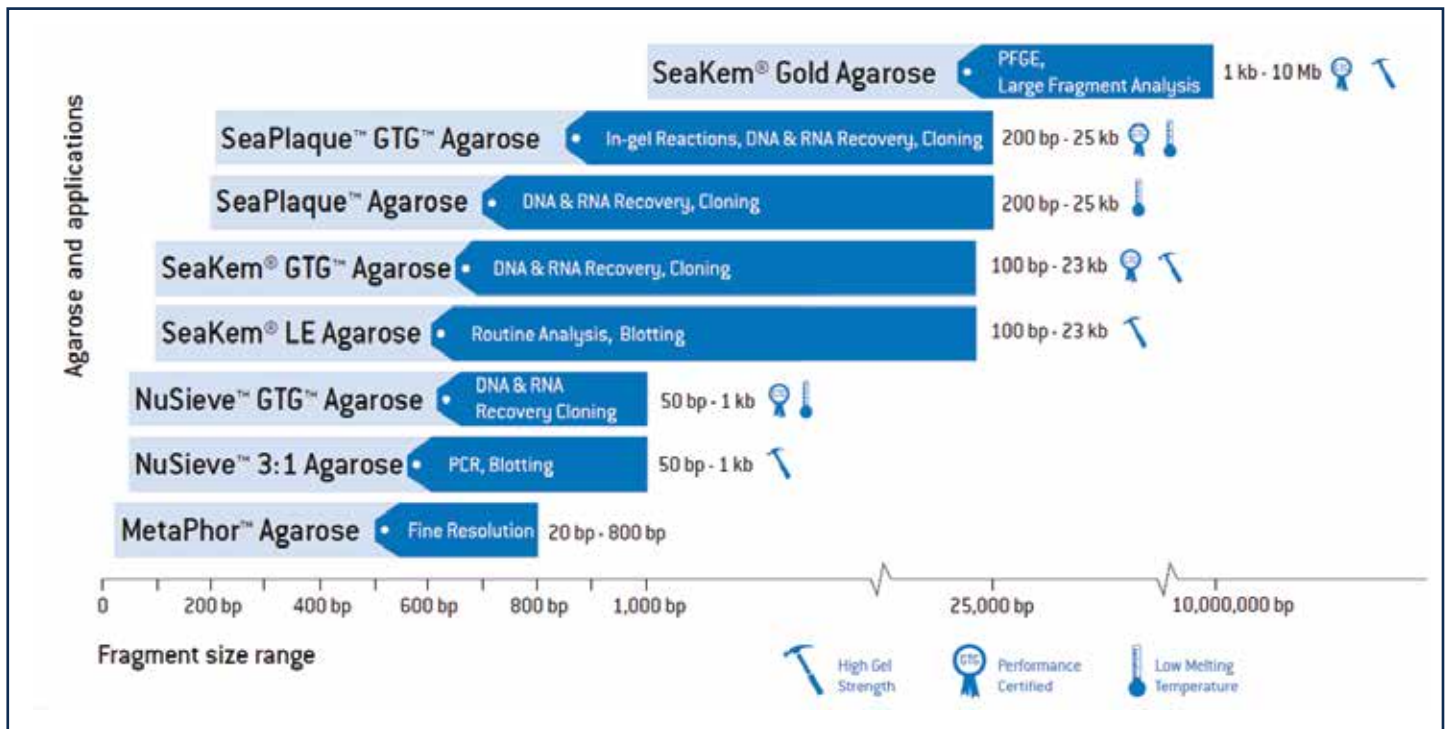 Agarose and applications
SeaKem® Gold Agarose
PFGE,
Large Fragment Analysis
1 kb - 10 Mb
SeaPlaque™ GTG™ Agarose
In-gel Reactions, DNA & RNA Recovery, Cloning
200 bp - 25 kb
SeaPlaque™ Agarose
DNA & RNA Recovery, Cloning
200 bp - 25 kb
SeaKem® GTG™ Agarose
DNA & RNA Recovery, Cloning
100 bp - 23 kb
SeaKem® LE Agarose
Routine Analysis, Blotting
100 bp - 23 kb
NuSieve™ GTG™ Agarose
DNA & RNA
Recovery Cloning
50 bp - 1 kb
NuSieve™ 3:1 Agarose
PCR, Blotting
50 bp - 1 kb
MetaPhor™ Agarose
Fine Resolution
20 bp - 800 bp
0
200 bp
400 bp
600 bp
800 bp
1,000 bp
25,000 bp
10,000,000 bp
Fragment size range
High Gel
Strength
GTG
Performance
Certified
Low Melting
Temperature